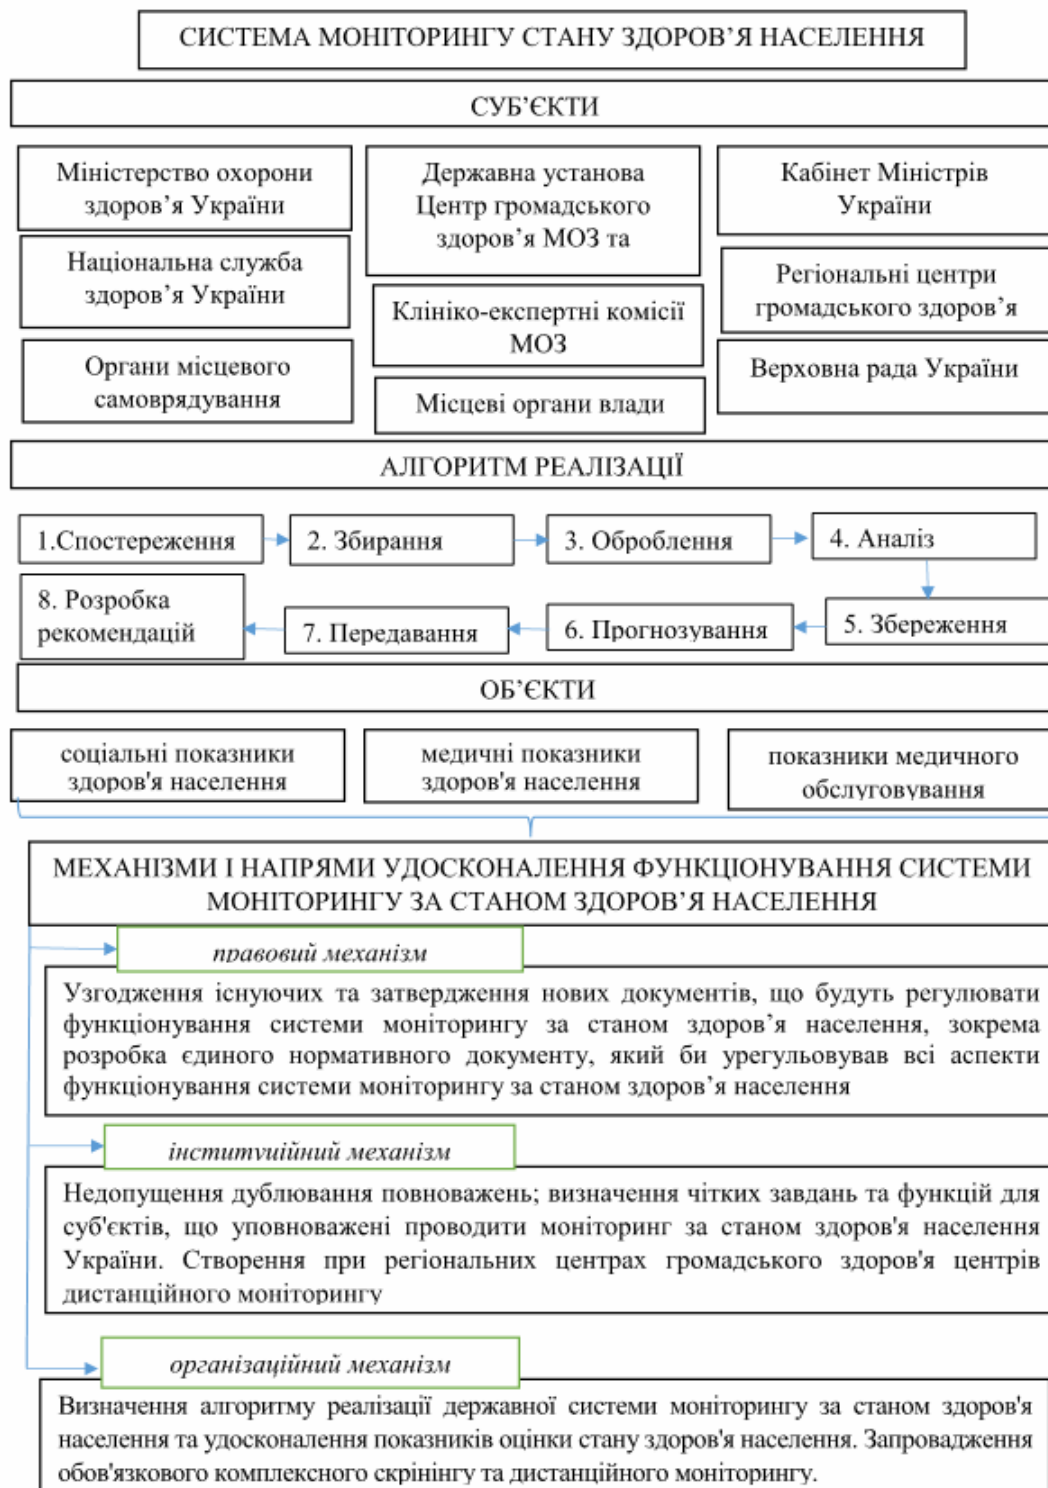 СИСТЕМА МОНІТОРИНГУ СТАНУ ЗДОРОВ’Я НАСЕЛЕННЯ
СУБ’ЄКТИ
Міністерство охорони
здоров’я України
Державна установа
Центр громадського
здоров’я МОЗ та
Кабінет Міністрів
України
Національна служба
здоров’я України
Клініко-експертні комісії
МОЗ
Регіональні центри
громадського здоров’я
Органи місцевого
самоврядування
Місцеві органи влади
Верховна рада України
АЛГОРИТМ РЕАЛІЗАЦІЇ
1.Спостереження
2. Збирання
3. Оброблення
4. Аналіз
5. Збереження
6. Прогнозування
7. Передавання
8. Розробка
рекомендацій
ОБ’ЄКТИ
соціальні показники
здоров'я населення
медичні показники
здоров'я населення
показники медичного
обслуговування
МЕХАНІЗМИ І НАПРЯМИ УДОСКОНАЛЕННЯ ФУНКЦІОНУВАННЯ СИСТЕМИ
МОНІТОРИНГУ ЗА СТАНОМ ЗДОРОВ’Я НАСЕЛЕННЯ
правовий механізм
Узгодження існуючих та затвердження нових документів, що будуть регулювати
функціонування системи моніторингу за станом здоров’я населення, зокрема
розробка єдиного нормативного документу, який би урегульовував всі аспекти
функціонування системи моніторингу за станом здоров’я населення
інституційний механізм
Недопущення дублювання повноважень; визначення чітких завдань та функцій для
суб'єктів, що уповноважені проводити моніторинг за станом здоров'я населення
України. Створення при регіональних центрах громадського здоров'я центрів
дистанційного моніторингу
організаційний механізм
Визначення алгоритму реалізації державної системи моніторингу за станом здоров'я
населення та удосконалення показників оцінки стану здоров'я населення. Запровадження
обов'язкового комплексного скрінінгу та дистанційного моніторингу.